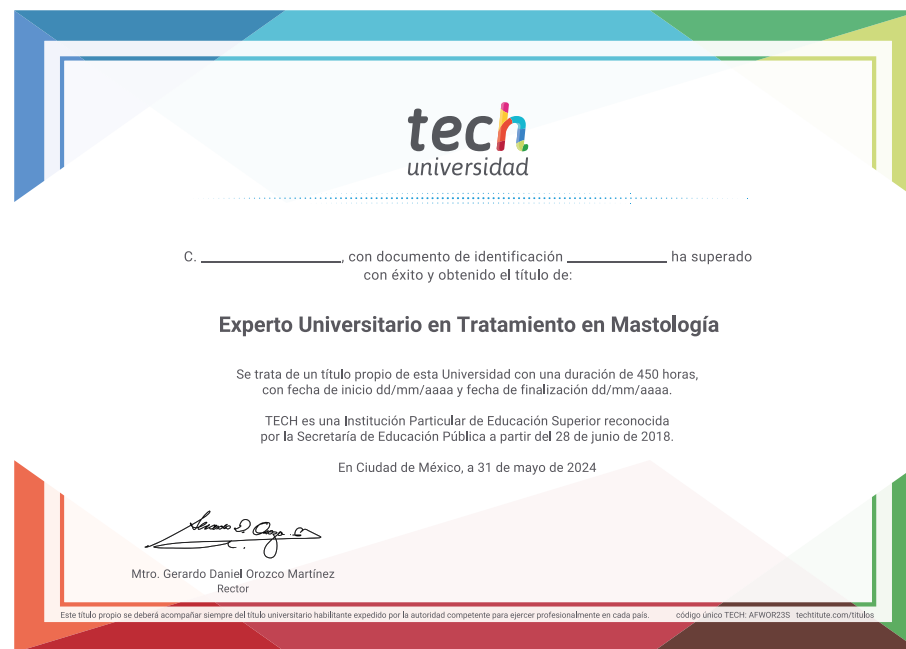 tech
universidad
C. ____________, con documento de identificación ____________ ha superado
con éxito y obtenido el título de:
Experto Universitario en Tratamiento en Mastología
Se trata de un título propio de esta Universidad con una duración de 450 horas,
con fecha de inicio dd/mm/aaaa y fecha de finalización dd/mm/aaaa.
TECH es una Institución Particular de Educación Superior reconocida
por la Secretaría de Educación Pública a partir del 28 de junio de 2018.
En Ciudad de México, a 31 de mayo de 2024
Mtro. Gerardo Daniel Orozco Martínez
Rector
Este título propio se deberá acompañar siempre del título universitario habilitante expedido por la autoridad competente para ejercer profesionalmente en cada país. código único TECH: AFWOR23S techtitute.com/titulos